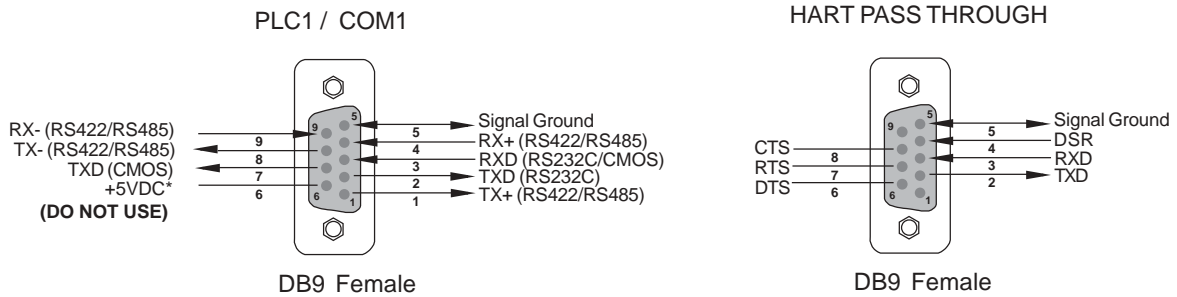 PLC1 / COM1
RX- (RS422/RS485)
9
TX- (RS422/RS485)
8
TXD (CMOS)
7
+5VDC*
6
(DO NOT USE)
9
5
6
1
Signal Ground
5
RX+ (RS422/RS485)
4
RXD (RS232C/CMOS)
3
TXD (RS232C)
2
TX+ (RS422/RS485)
1
DB9 Female
HART PASS THROUGH
CTS
8
RTS
7
DTS
6
9
5
6
1
Signal Ground
5
DSR
4
RXD
3
TXD
2
DB9 Female